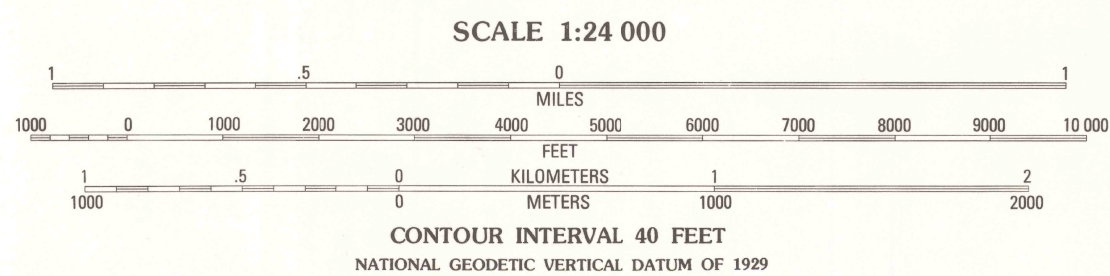 SCALE 1:24 000
1 .5 0 1
MILES
1000 0 1000 2000 3000 4000 5000 6000 7000 8000 9000 10 000
FEET
1 .5 0 KILOMETERS 1 2
1000 0 METERS 1000 2000
CONTOUR INTERVAL 40 FEET
NATIONAL GEODETIC VERTICAL DATUM OF 1929